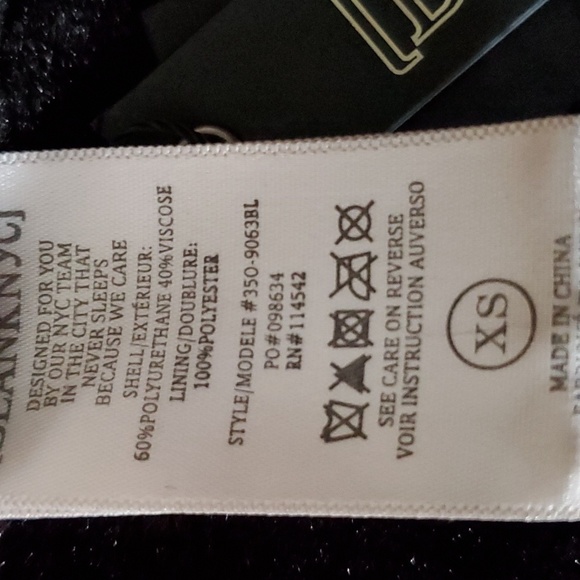 BLANKNYC]
DESIGNED FOR YOU
BY OUR NYC TEAM
IN THE CITY THAT
NEVER SLEEPS
BECAUSE WE CARE
SHELL/EXTÉRIEUR:
60%POLYURETHANE 40%VISCOSE
LINING/DOUBLURE:
100%POLYESTER
STYLE/MODELE #350-9063BL
PO#098634
RN#114542
SEE CARE ON REVERSE
VOIR INSTRUCTION AUVERSO
XS
MADE IN CHINA